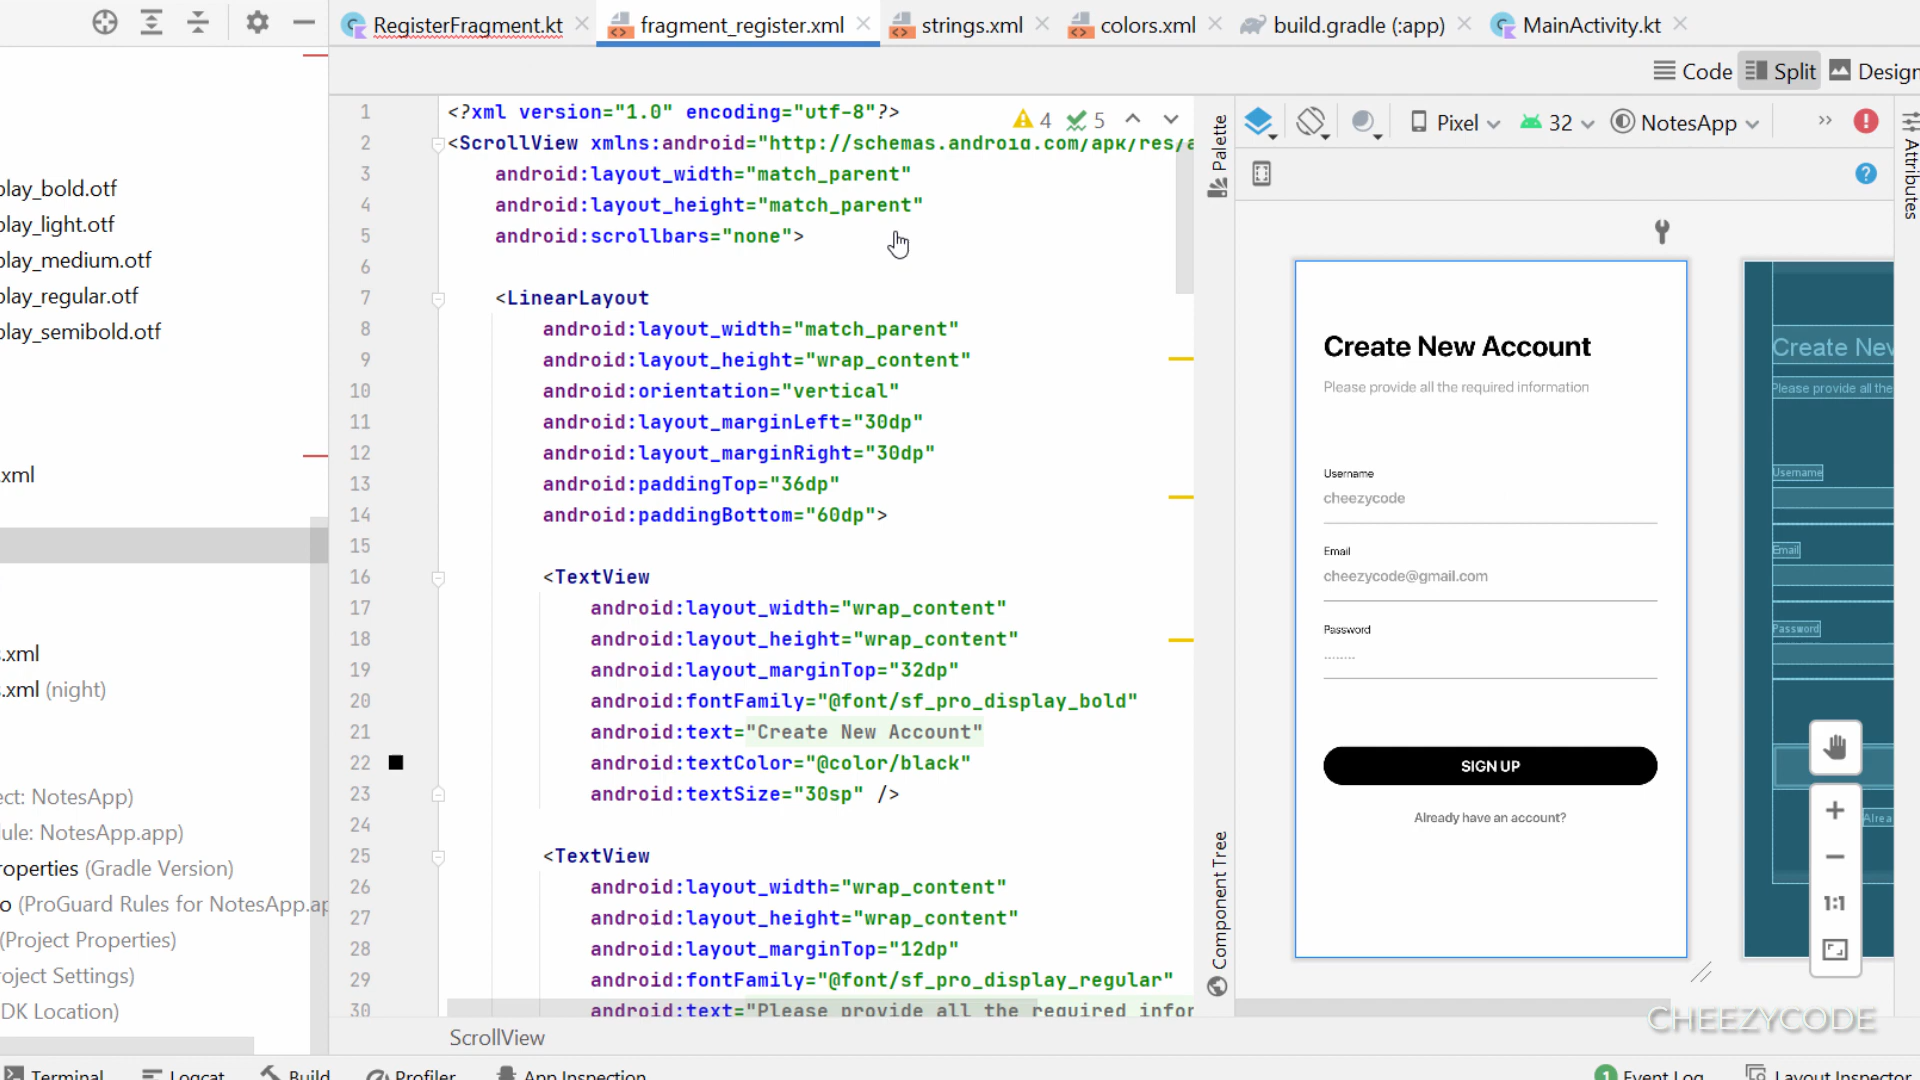 RegisterFragment.kt
fragment_register.xml
strings.xml
colors.xml
build.gradle (:app)
MainActivity.kt
Code
Split
Design
1 <?xml version="1.0" encoding="utf-8"?>
4 5
2 <ScrollView xmlns:android="http://schemas.android.com/apk/res/a
3 android:layout_width="match_parent"
4 android:layout_height="match_parent"
5 android:scrollbars="none">
6
7 <LinearLayout
8 android:layout_width="match_parent"
9 android:layout_height="wrap_content"
10 android:orientation="vertical"
11 android:layout_marginLeft="30dp"
12 android:layout_marginRight="30dp"
13 android:paddingTop="36dp"
14 android:paddingBottom="60dp">
15
16 <TextView
17 android:layout_width="wrap_content"
18 android:layout_height="wrap_content"
19 android:layout_marginTop="32dp"
20 android:fontFamily="@font/sf_pro_display_bold"
21 android:text="Create New Account"
22 android:textColor="@color/black"
23 android:textSize="30sp" />
24
25 <TextView
26 android:layout_width="wrap_content"
27 android:layout_height="wrap_content"
28 android:layout_marginTop="12dp"
29 android:fontFamily="@font/sf_pro_display_regular"
30 android:text="Please provide all the required infor
ScrollView
play_bold.otf
play_light.otf
play_medium.otf
play_regular.otf
play_semibold.otf
.xml
s.xml
s.xml (night)
ect: NotesApp)
dule: NotesApp.app)
roperties (Gradle Version)
o (ProGuard Rules for NotesApp.ap
(Project Properties)
oject Settings)
DK Location)
Palette
Component Tree
Pixel
32
NotesApp
Attributes
Create New Account
Please provide all the required information
Username
cheezycode
Email
cheezycode@gmail.com
Password
........
SIGN UP
Already have an account?
Create Nev
Please provide all the
Username
Email
Password
Alrea
1:1
CHEEZYCODE
Terminal
Logcat
Build
Profiler
App Inspection
1 Event Log
Layout Inspector